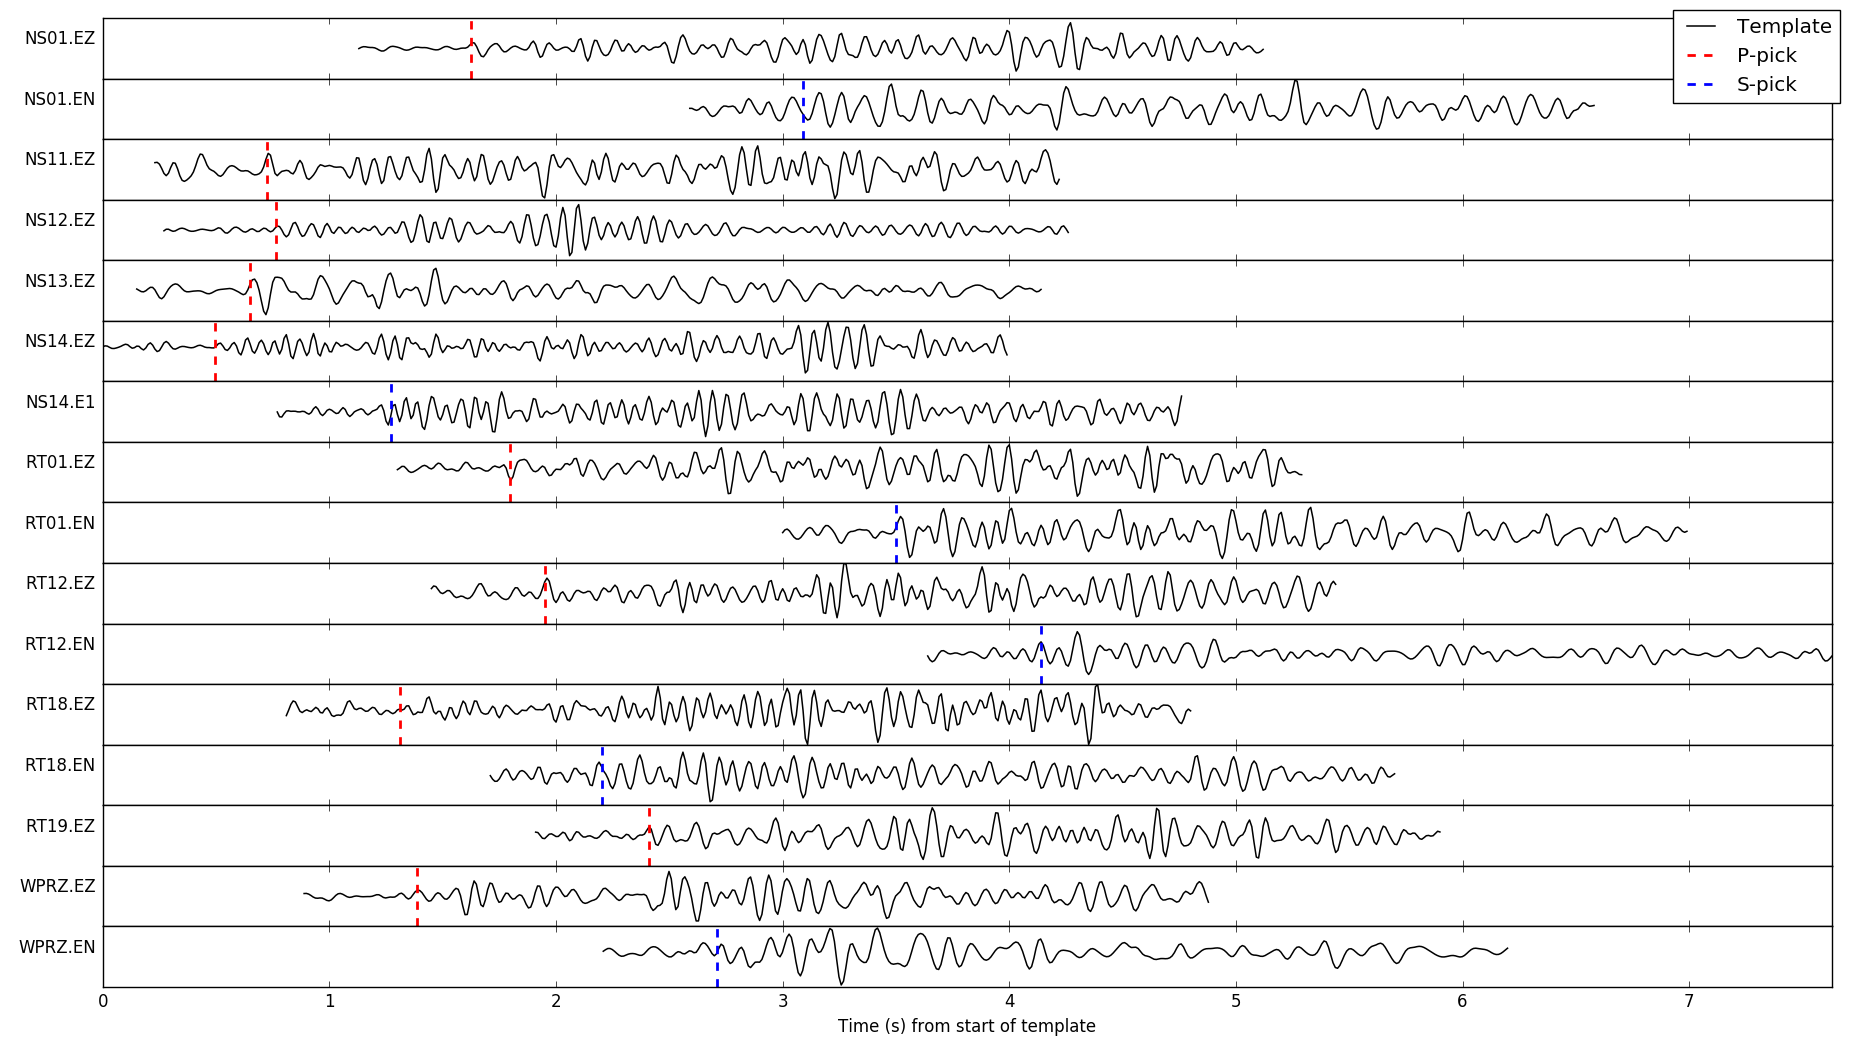 NS01.EZ
Template
P-pick
S-pick
NS01.EN
NS11.EZ
NS12.EZ
NS13.EZ
NS14.EZ
NS14.E1
RT01.EZ
RT01.EN
RT12.EZ
RT12.EN
RT18.EZ
RT18.EN
RT19.EZ
WPRZ.EZ
WPRZ.EN
0 1 2 3 4 5 6 7
Time (s) from start of template